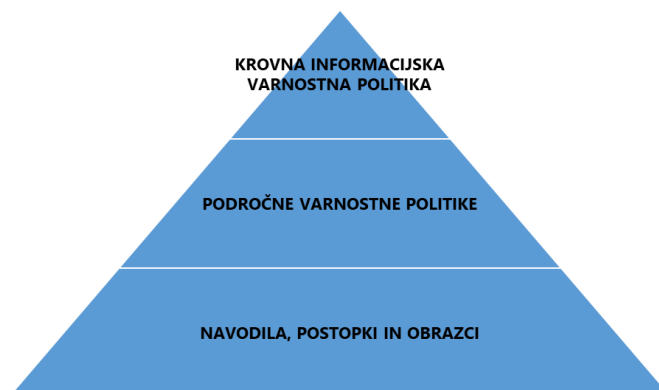 KROVNA INFORMACIJSKA
VARNOSTNA POLITIKA
PODROČNE VARNOSTNE POLITIKE
NAVODILA, POSTOPKI IN OBRAZCI